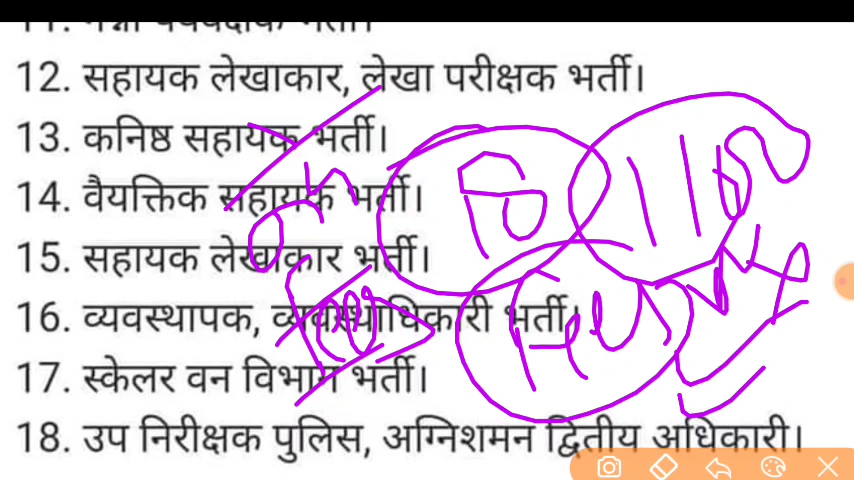 12. सहायक लेखाकार, लेखा परीक्षक भर्ती।
13. कनिष्ठ सहायक भर्ती।
14. वैयक्तिक सहायक भर्ती।
15. सहायक लेखाकार भर्ती।
16. व्यवस्थापक, व्यवस्थाधिकारी भर्ती।
17. स्केलर वन विभाग भर्ती।
18. उप निरीक्षक पुलिस, अग्निशमन द्वितीय अधिकारी।